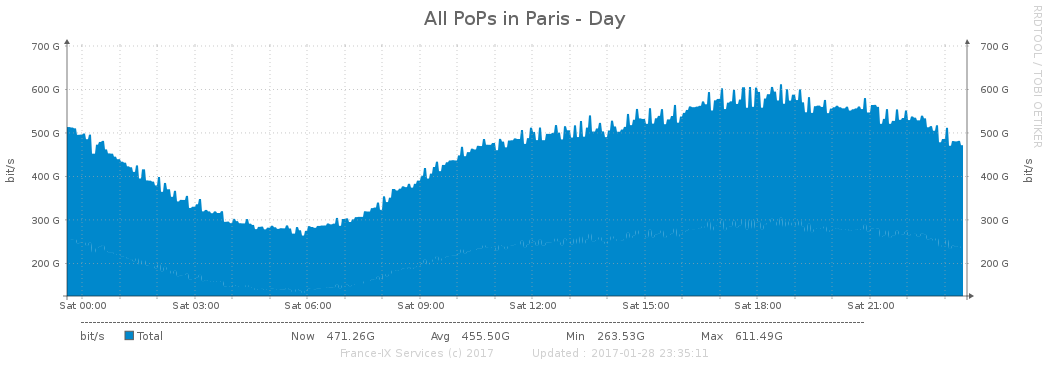 All PoPs in Paris - Day
RRDTOOL / TOBI OETIKER
700 G 700 G
600 G 600 G
500 G 500 G
400 G 400 G
300 G 300 G
200 G 200 G
bit/s bit/s
Sat 00:00 Sat 03:00 Sat 06:00 Sat 09:00 Sat 12:00 Sat 15:00 Sat 18:00 Sat 21:00
bit/s Total Now 471.26G Avg 455.50G Min 263.53G Max 611.49G
France-IX Services (c) 2017 Updated : 2017-01-28 23:35:11